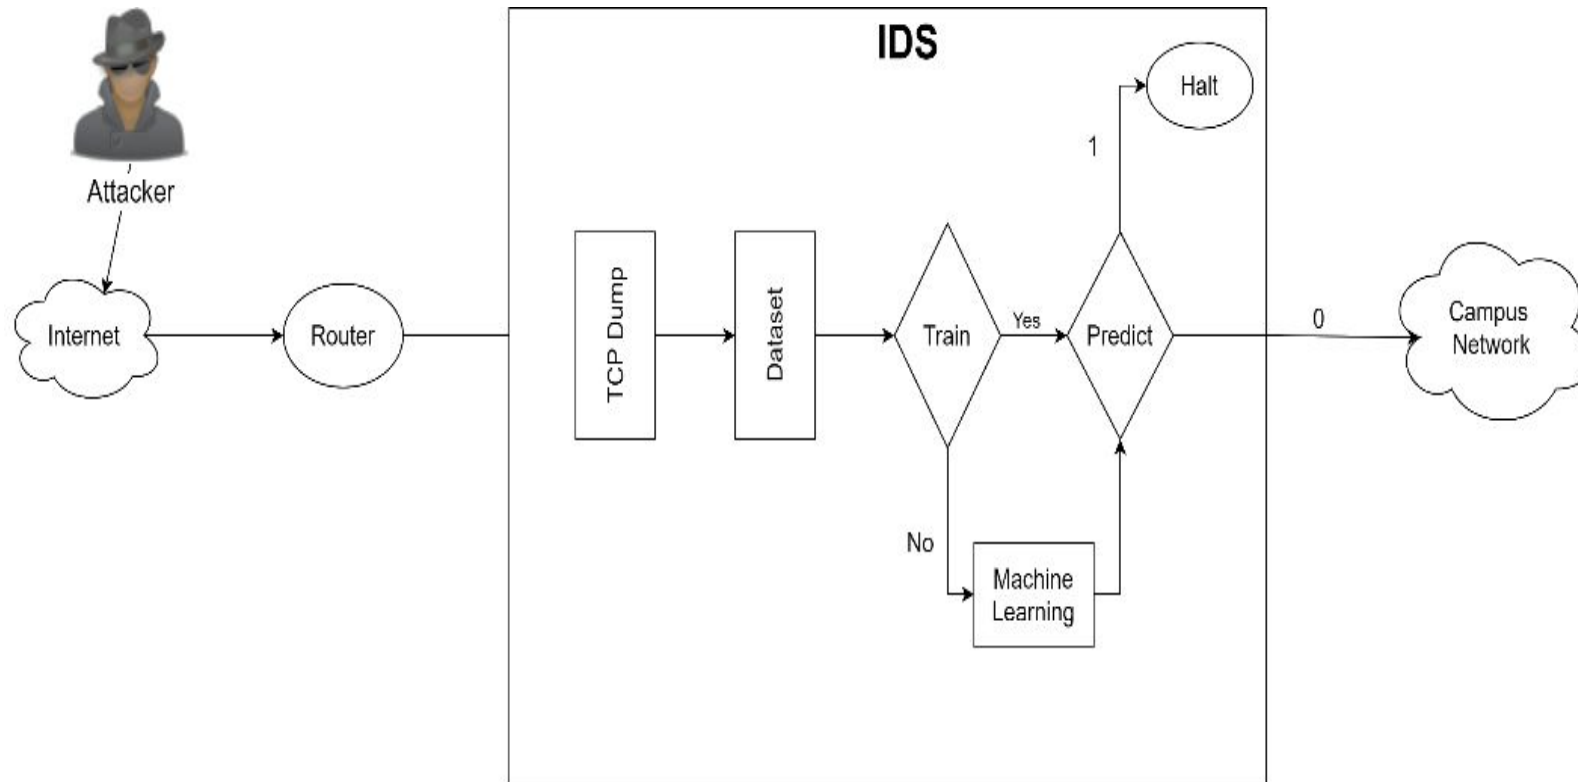 IDS
Halt
1
Attacker
Internet
Router
TCP Dump
Dataset
Train
Yes
Predict
0
Campus
Network
No
Machine
Learning